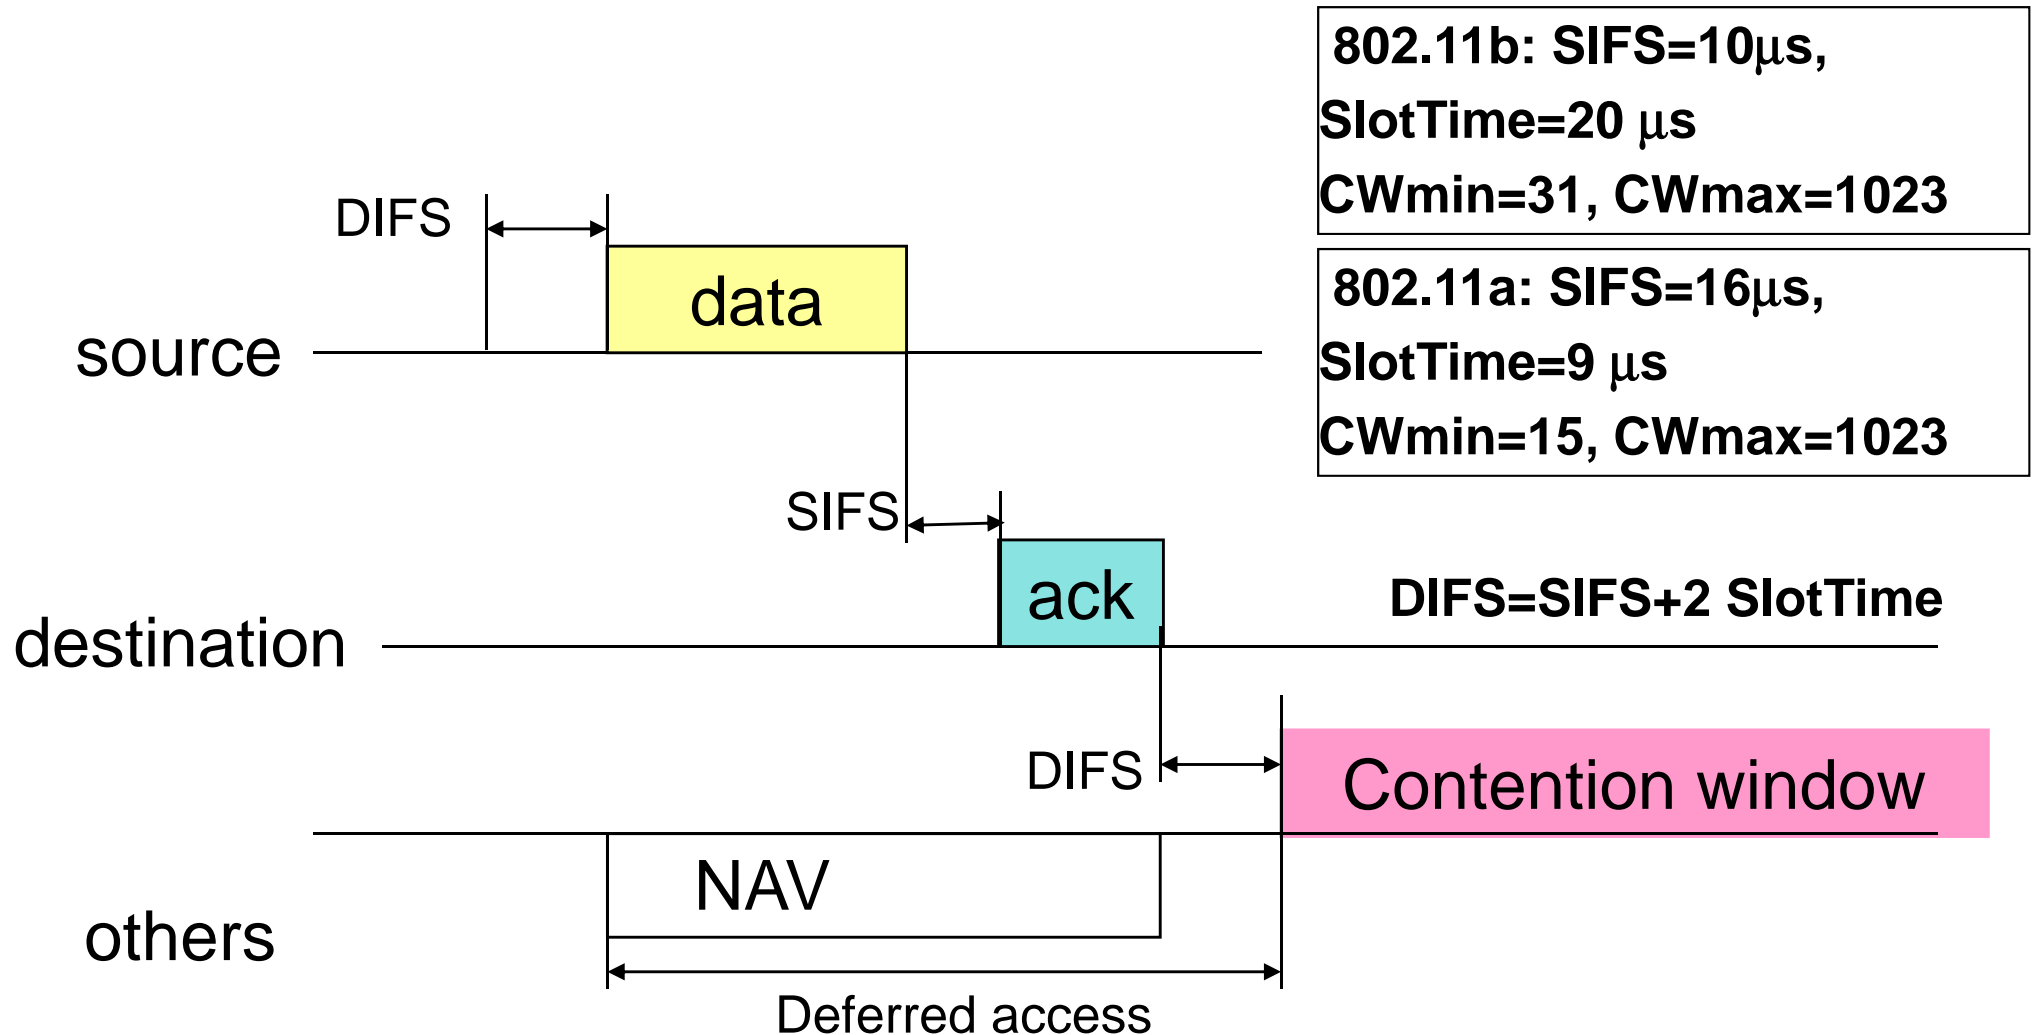 802.11b: SIFS=10μs,
SlotTime=20 μs
CWmin=31, CWmax=1023
802.11a: SIFS=16μs,
SlotTime=9 μs
CWmin=15, CWmax=1023
DIFS
data
source
SIFS
ack
DIFS=SIFS+2 SlotTime
destination
DIFS
Contention window
NAV
others
Deferred access